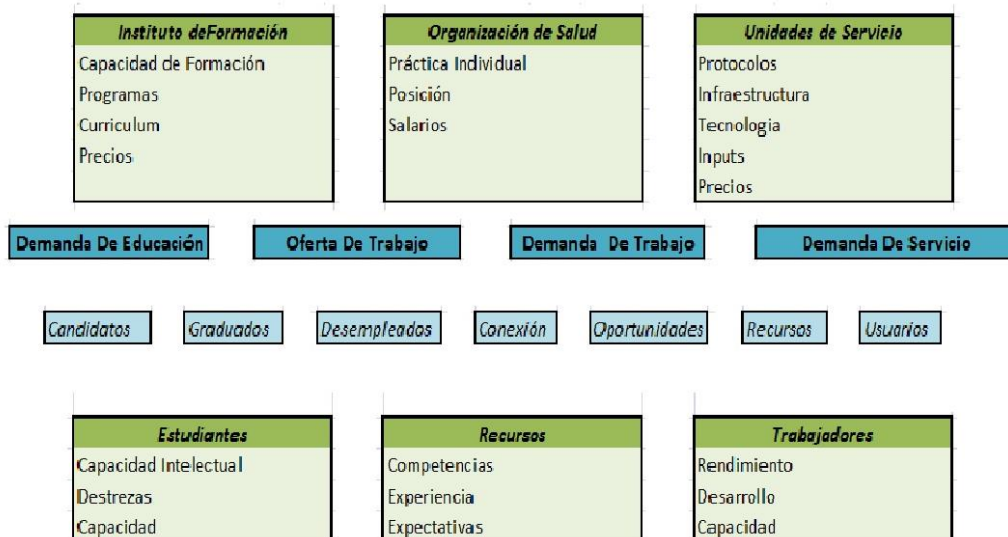 Instituto deFormación
Capacidad de Formación
Programas
Curriculum
Precios
Organización de Salud
Práctica Individual
Posición
Salarios
Unidades de Servicio
Protocolos
Infraestructura
Tecnologia
Inputs
Precios
Demanda De Educación
Oferta De Trabajo
Demanda De Trabajo
Demanda De Servicio
Candidatos
Graduados
Desempleados
Conexión
Oportunidades
Recursos
Usuarios
Estudiantes
Capacidad Intelectual
Destrezas
Capacidad
Recursos
Competencias
Experiencia
Expectativas
Trabajadores
Rendimiento
Desarrollo
Capacidad